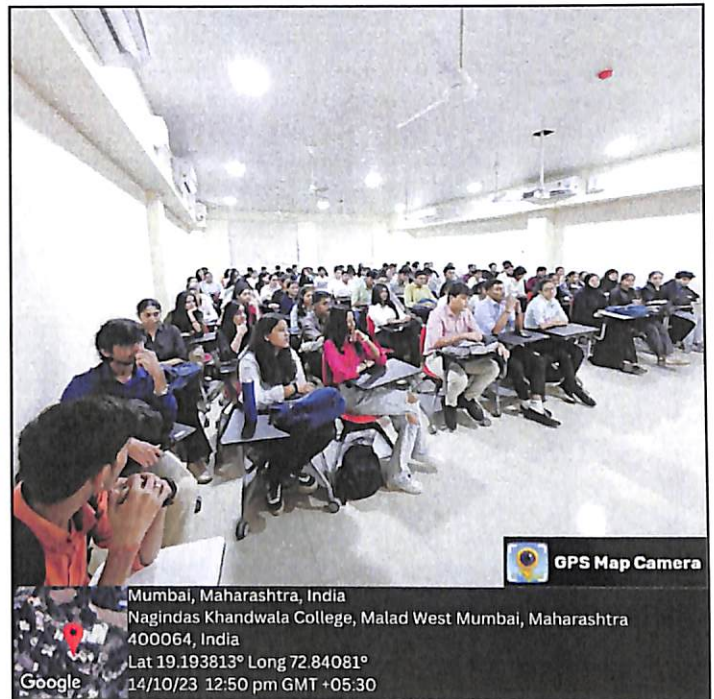 GPS Map Camera
Mumbai, Maharashtra, India
Nagindas Khandwala College, Malad West Mumbai, Maharashtra
400064, India
Lat 19.193813° Long 72.84081°
14/10/23 12:50 pm GMT +05:30
Google